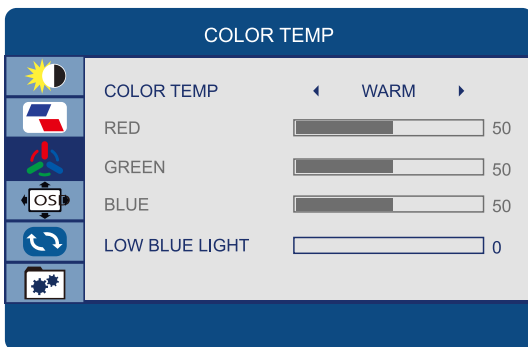 COLOR TEMP
COLOR TEMP WARM
RED 50
GREEN 50
BLUE 50
OSD
LOW BLUE LIGHT 0